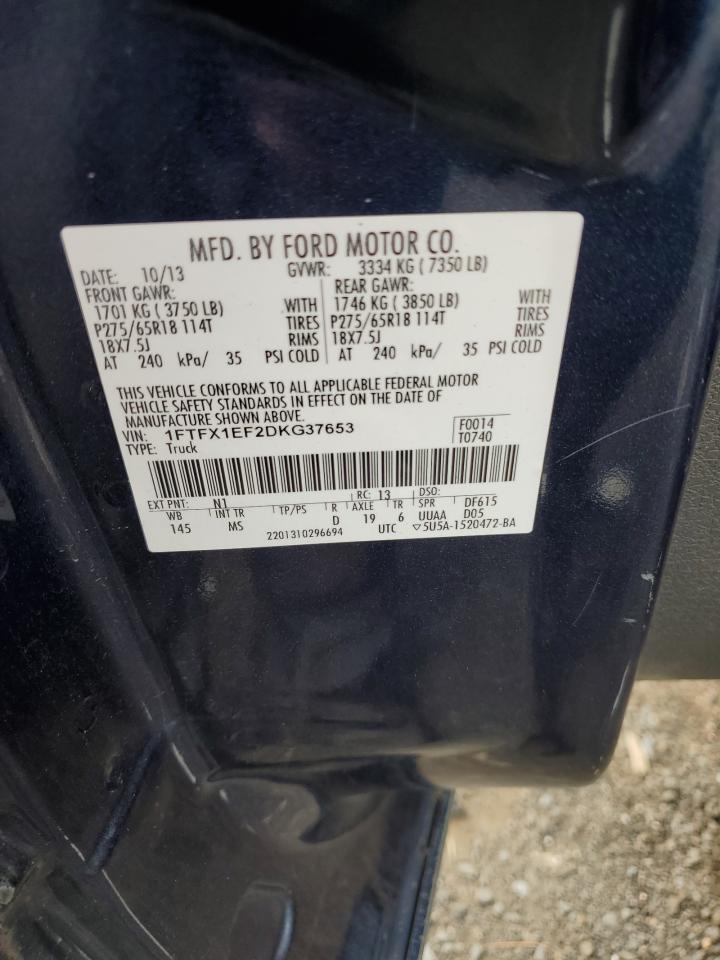 MFD. BY FORD MOTOR CO.
DATE: 10/13 GVWR: 3334 KG ( 7350 LB)
FRONT GAWR: REAR GAWR:
1701 KG ( 3750 LB) WITH 1746 KG ( 3850 LB) WITH
P275/65R18 114T TIRES P275/65R18 114T TIRES
18X7.5J RIMS 18X7.5J RIMS
AT 240 kPa/ 35 PSI COLD AT 240 kPa/ 35 PSI COLD
THIS VEHICLE CONFORMS TO ALL APPLICABLE FEDERAL MOTOR
VEHICLE SAFETY STANDARDS IN EFFECT ON THE DATE OF
MANUFACTURE SHOWN ABOVE.
VIN: 1FTFX1EF2DKG37653 F0014
TYPE: Truck T0740
EXT PNT: N1 RC: 13 DSO:
WB INT TR TP/PS R AXLE TR SPR DF615
145 MS D 19 6 UUAA D05
2201310296694 UTC ▽5U5A-1520472-BA